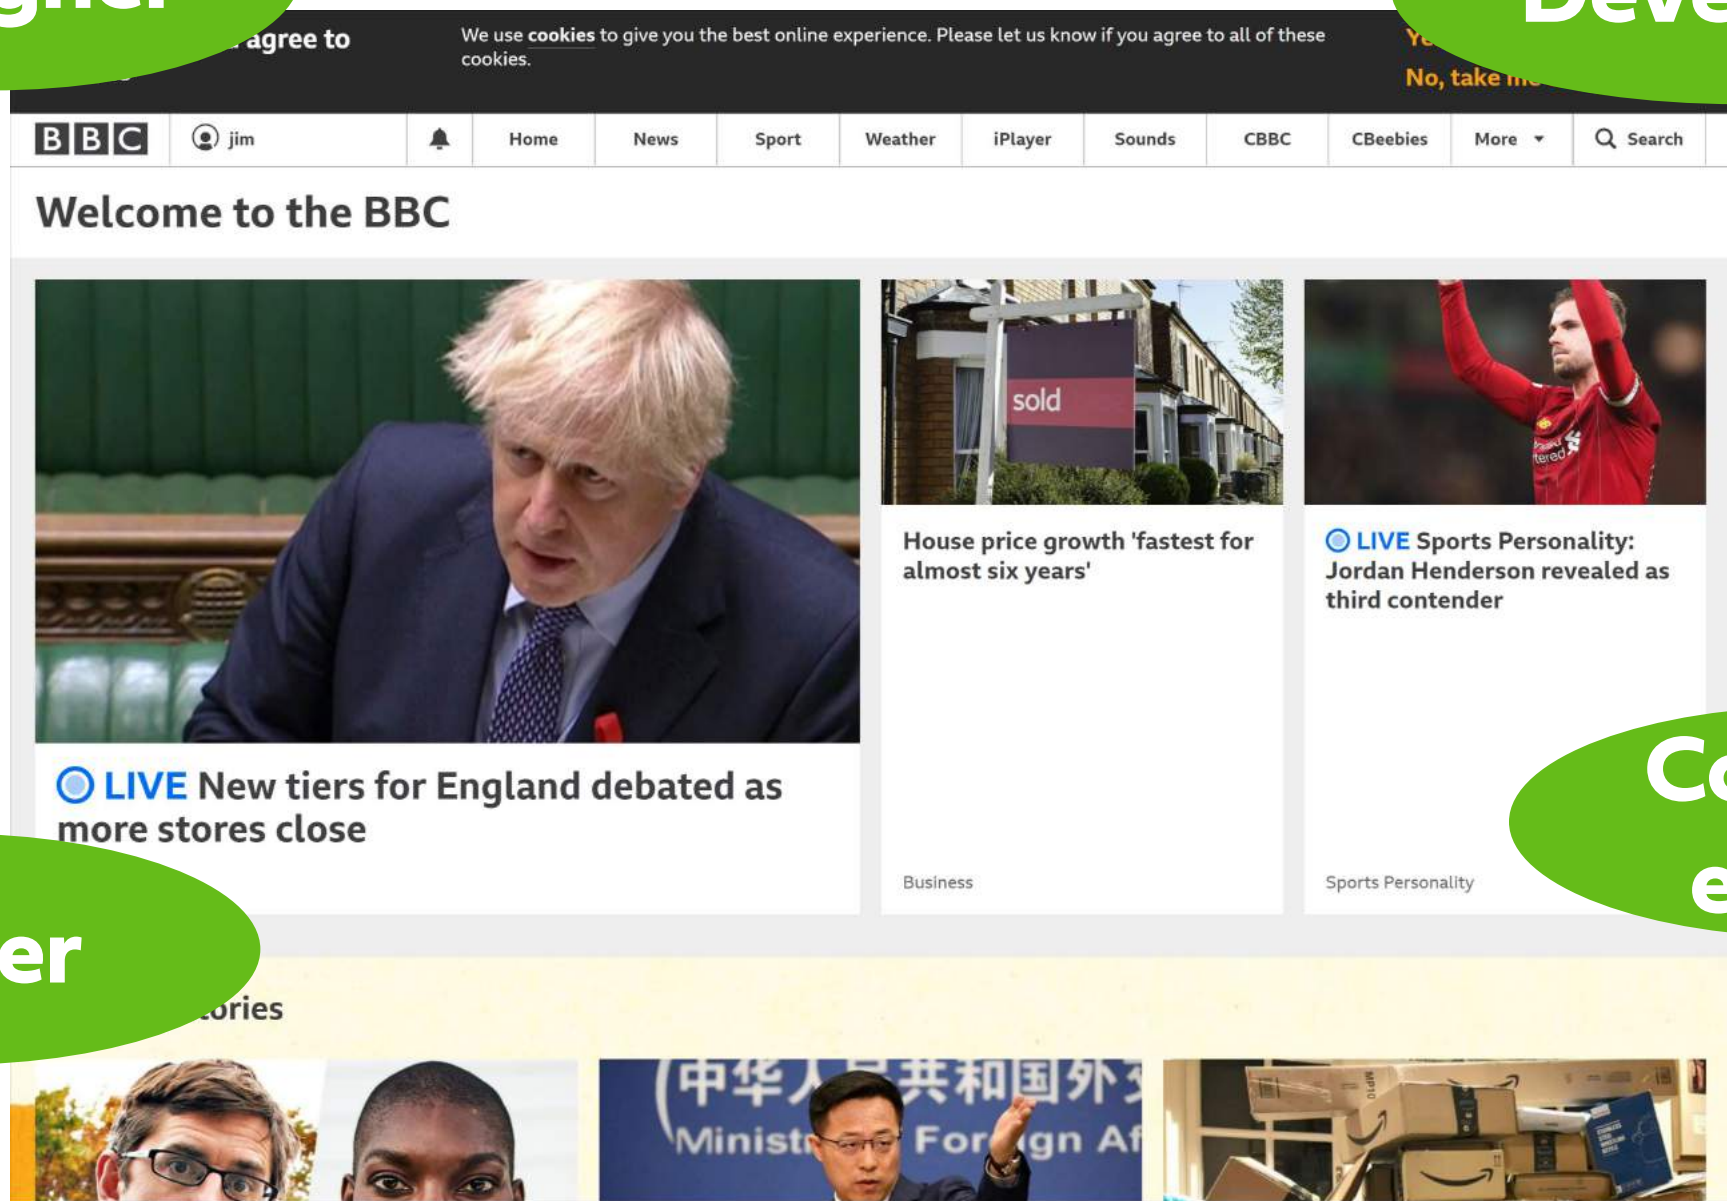 agree to
We use cookies to give you the best online experience. Please let us know if you agree to all of these
cookies.
No, take
BBC
jim
Home
News
Sport
Weather
iPlayer
Sounds
CBBC
CBeebies
More
Search
Welcome to the BBC
sold
House price growth 'fastest for
almost six years'
LIVE Sports Personality:
Jordan Henderson revealed as
third contender
LIVE New tiers for England debated as
more stores close
Business
Sports Personality
er
中华人民共和国外